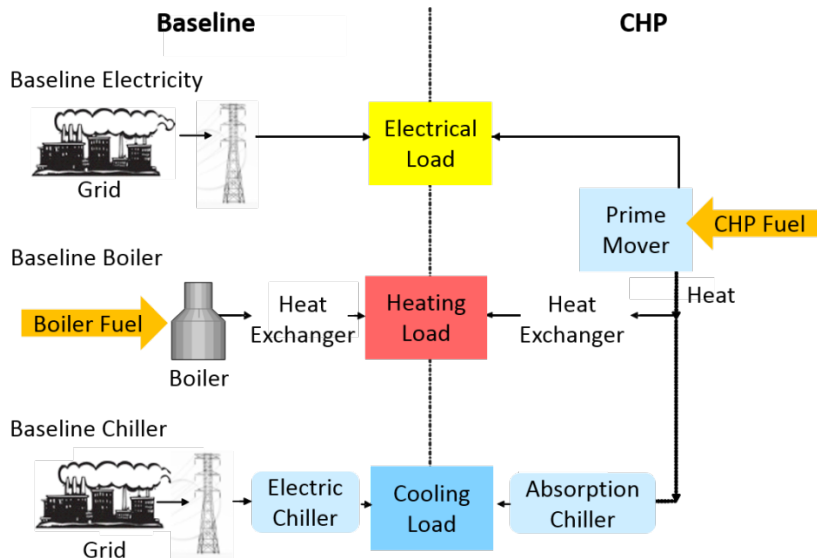 Baseline
CHP
Baseline Electricity
Grid
Electrical
Load
Prime
Mover
CHP Fuel
Baseline Boiler
Boiler Fuel
Boiler
Heat
Exchanger
Heating
Load
Heat
Exchanger
Heat
Baseline Chiller
Grid
Electric
Chiller
Cooling
Load
Absorption
Chiller